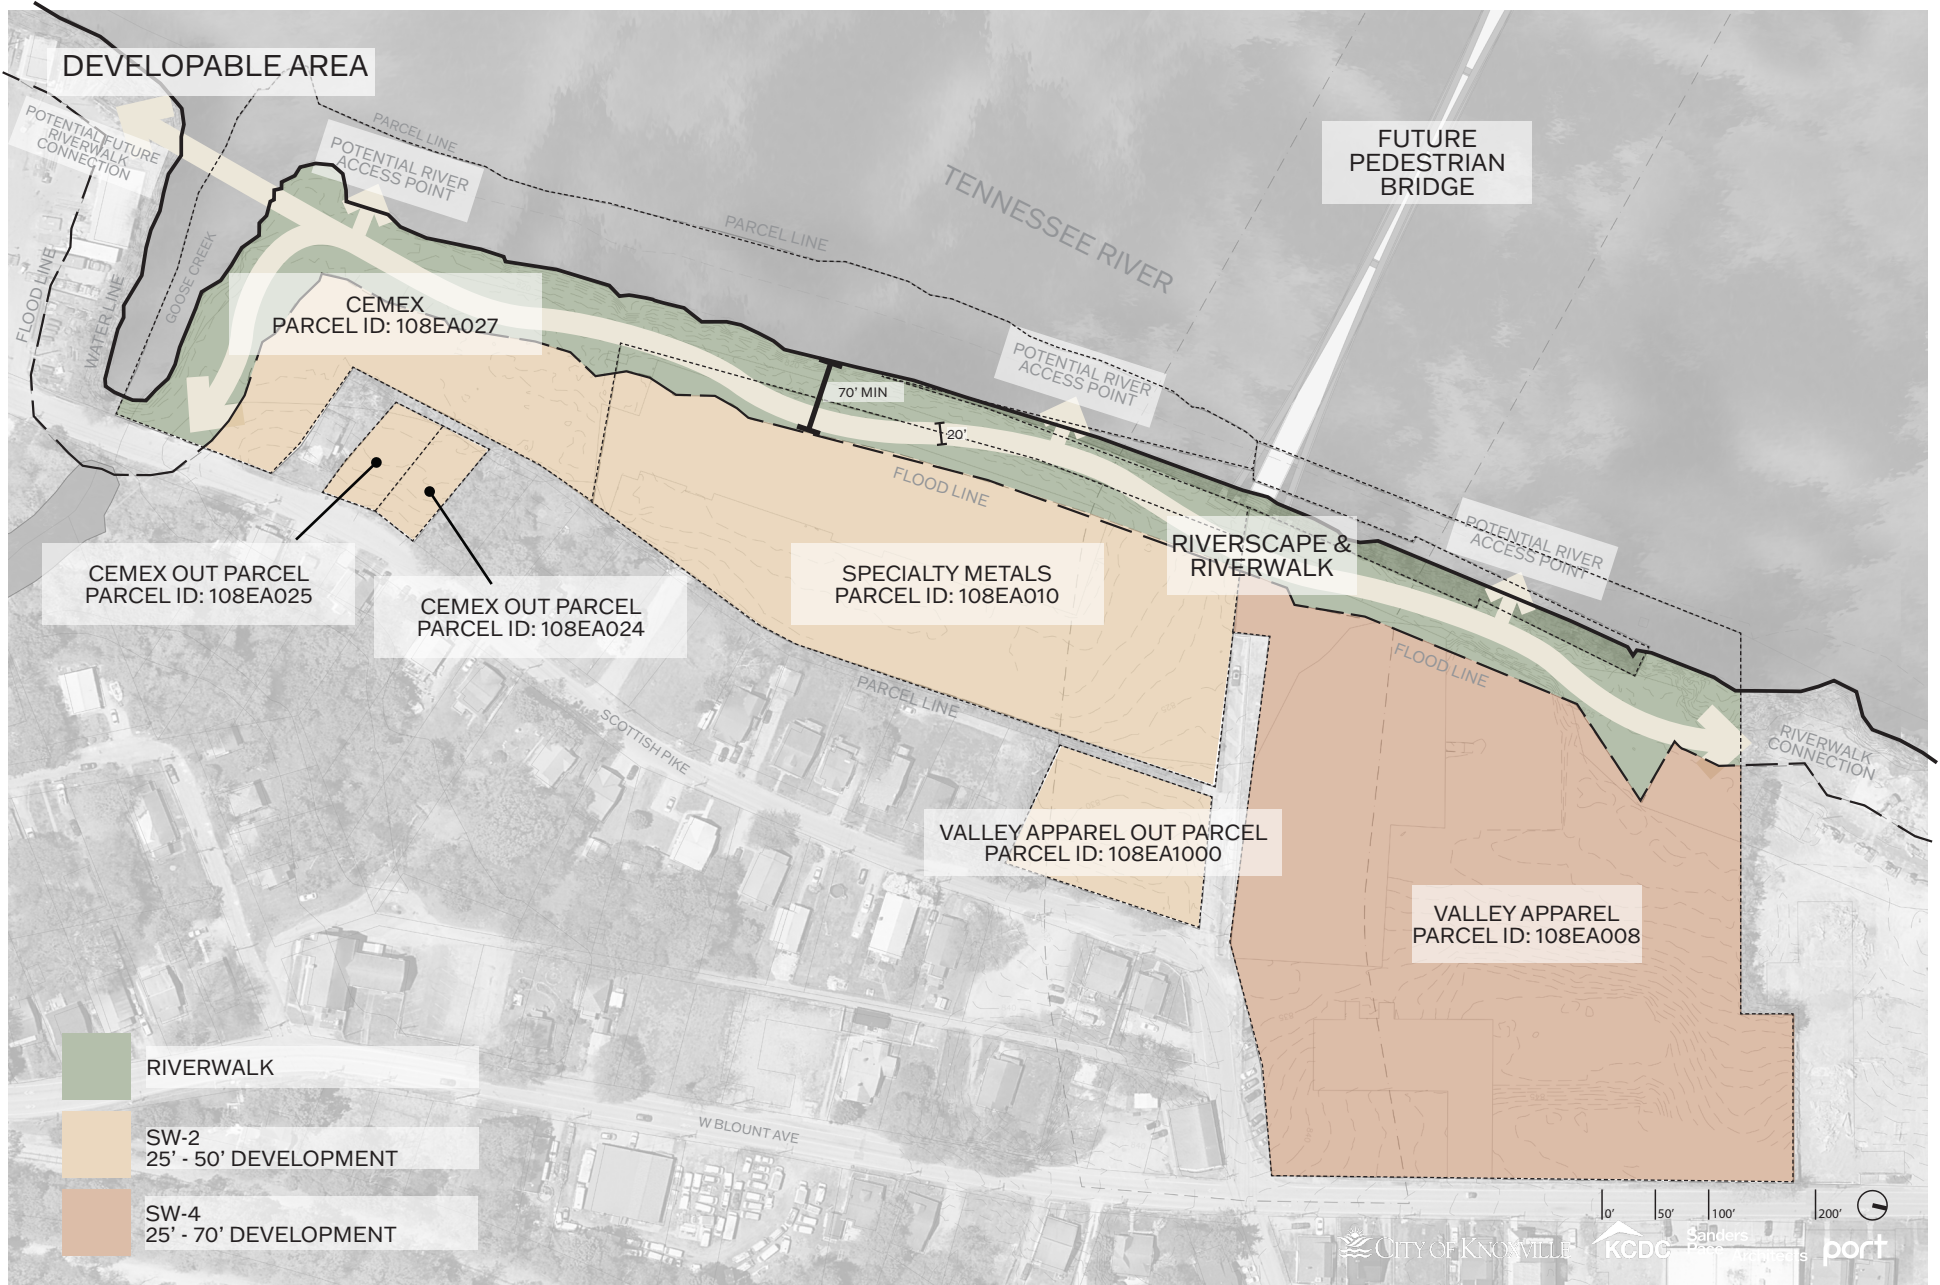 DEVELOPABLE AREA
POTENTIAL FUTURE
RIVERWALK
CONNECTION
PARCEL LINE
POTENTIAL RIVER
ACCESS POINT
PARCEL LINE
TENNESSEE RIVER
FUTURE
PEDESTRIAN
BRIDGE
FLOOD LINE
WATER LINE
GOOSE CREEK
CEMEX
PARCEL ID: 108EA027
POTENTIAL RIVER
ACCESS POINT
70' MIN
20'
FLOOD LINE
RIVERSCAPE &
RIVERWALK
POTENTIAL RIVER
ACCESS POINT
CEMEX OUT PARCEL
PARCEL ID: 108EA025
CEMEX OUT PARCEL
PARCEL ID: 108EA024
SPECIALTY METALS
PARCEL ID: 108EA010
FLOOD LINE
PARCEL LINE
SCOTTISH PIKE
RIVERWALK
CONNECTION
VALLEY APPAREL OUT PARCEL
PARCEL ID: 108EA1000
VALLEY APPAREL
PARCEL ID: 108EA008
RIVERWALK
SW-2
25' - 50' DEVELOPMENT
SW-4
25' - 70' DEVELOPMENT
W BLOUNT AVE
0' 50' 100' 200'
CITY OF KNOXVILLE
KCDC
Sanders
Pace Architects
port